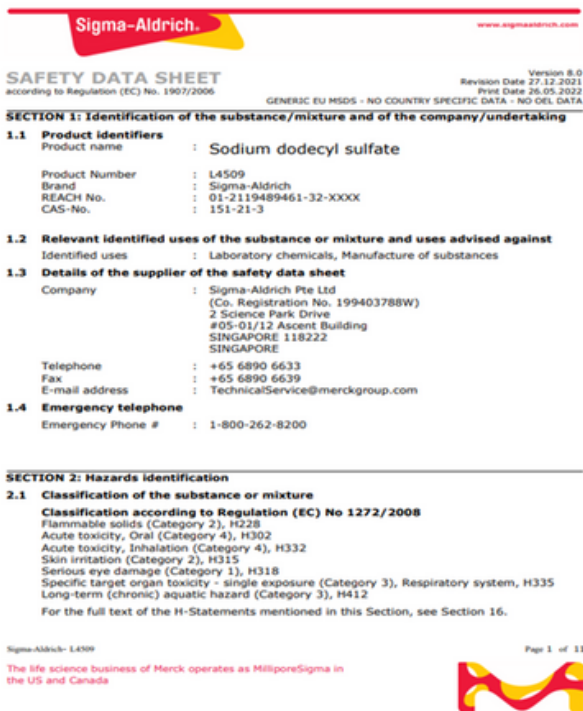 Sigma-Aldrich.
www.sigmaaldrich.com
SAFETY DATA SHEET
according to Regulation (EC) No. 1907/2006
Version 8.0
Revision Date 27.12.2021
Print Date 26.05.2022
GENERIC EU MSDS - NO COUNTRY SPECIFIC DATA - NO OEL DATA
SECTION 1: Identification of the substance/mixture and of the company/undertaking
1.1 Product identifiers
Product name : Sodium dodecyl sulfate
Product Number : L4509
Brand : Sigma-Aldrich
REACH No. : 01-2119489461-32-XXXX
CAS-No. : 151-21-3
1.2 Relevant identified uses of the substance or mixture and uses advised against
Identified uses : Laboratory chemicals, Manufacture of substances
1.3 Details of the supplier of the safety data sheet
Company : Sigma-Aldrich Pte Ltd
(Co. Registration No. 199403788W)
2 Science Park Drive
#05-01/12 Ascent Building
SINGAPORE 118222
SINGAPORE
Telephone : +65 6890 6633
Fax : +65 6890 6639
E-mail address : TechnicalService@merckgroup.com
1.4 Emergency telephone
Emergency Phone # : 1-800-262-8200
SECTION 2: Hazards identification
2.1 Classification of the substance or mixture
Classification according to Regulation (EC) No 1272/2008
Flammable solids (Category 2), H228
Acute toxicity, Oral (Category 4), H302
Acute toxicity, Inhalation (Category 4), H332
Skin irritation (Category 2), H315
Serious eye damage (Category 1), H318
Specific target organ toxicity - single exposure (Category 3), Respiratory system, H335
Long-term (chronic) aquatic hazard (Category 3), H412
For the full text of the H-Statements mentioned in this Section, see Section 16.
Sigma-Aldrich- L4509
Page 1 of 11
The life science business of Merck operates as MilliporeSigma in
the US and Canada